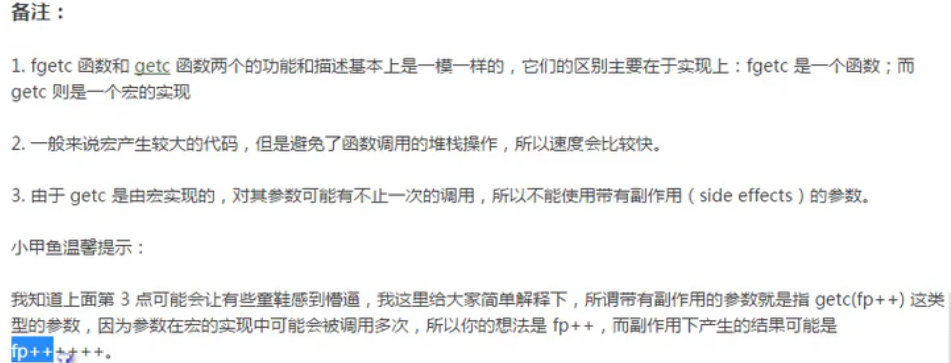 备注：
1. fgetc 函数和 getc 函数两个的功能和描述基本上是一模一样的，它们的区别主要在于实现上：fgetc 是一个函数；而
getc 则是一个宏的实现
2. 一般来说宏产生较大的代码，但是避免了函数调用的堆栈操作，所以速度会比较快。
3. 由于 getc 是由宏实现的，对其参数可能有不止一次的调用，所以不能使用带有副作用（side effects）的参数。
小甲鱼温馨提示：
我知道上面第 3 点可能会让有些童鞋感到懵逼，我这里给大家简单解释下，所谓带有副作用的参数就是指 getc(fp++) 这类
型的参数，因为参数在宏的实现中可能会被调用多次，所以你的想法是 fp++，而副作用下产生的结果可能是
fp++++++。